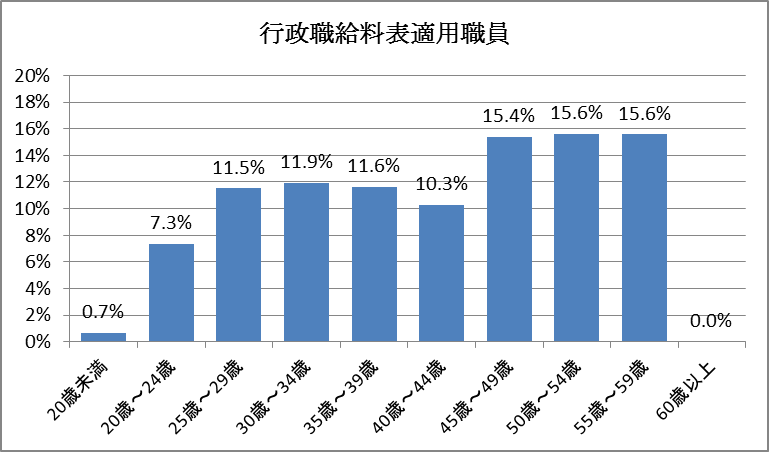 行政職給料表適用職員
20%
18%
16%
14%
12%
10%
8%
6%
4%
2%
0%
0.7%
7.3%
11.5%
11.9%
11.6%
10.3%
15.4%
15.6%
15.6%
0.0%
20歳未満
20歳～24歳
25歳～29歳
30歳～34歳
35歳～39歳
40歳～44歳
45歳～49歳
50歳～54歳
55歳～59歳
60歳以上